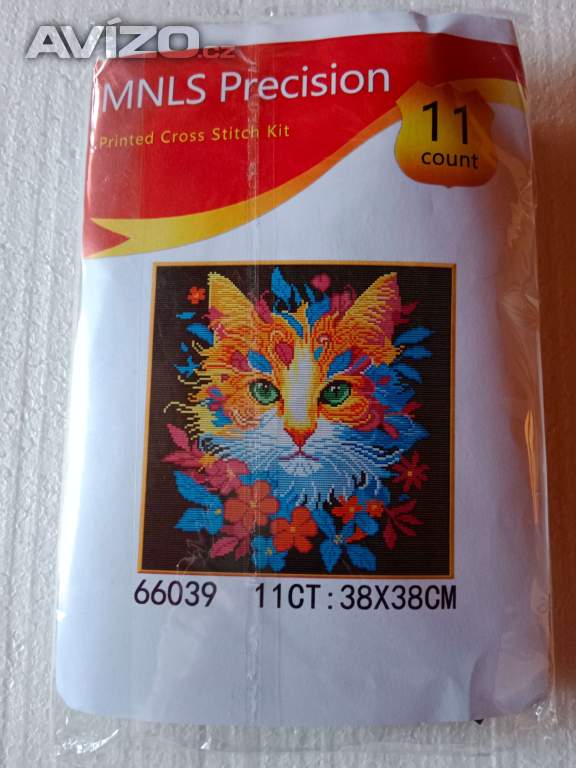 AVÍZO.cz
MNLS Precision
Printed Cross Stitch Kit
11
count
66039 11CT:38X38CM